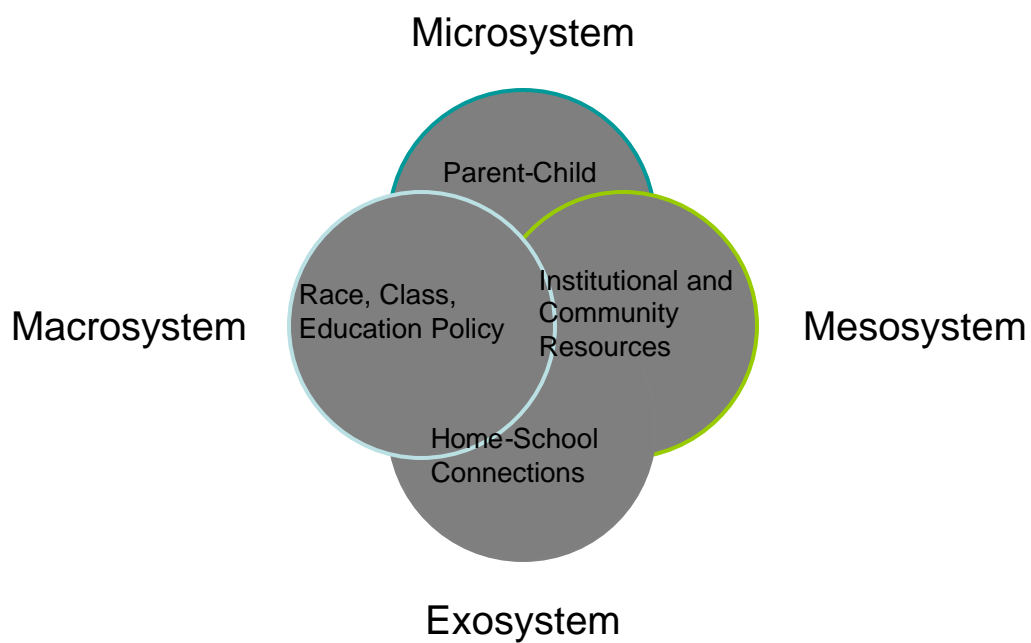 Microsystem
Parent-Child
Race, Class,
Education Policy
Institutional and
Community
Resources
Macrosystem
Mesosystem
Home-School
Connections
Exosystem